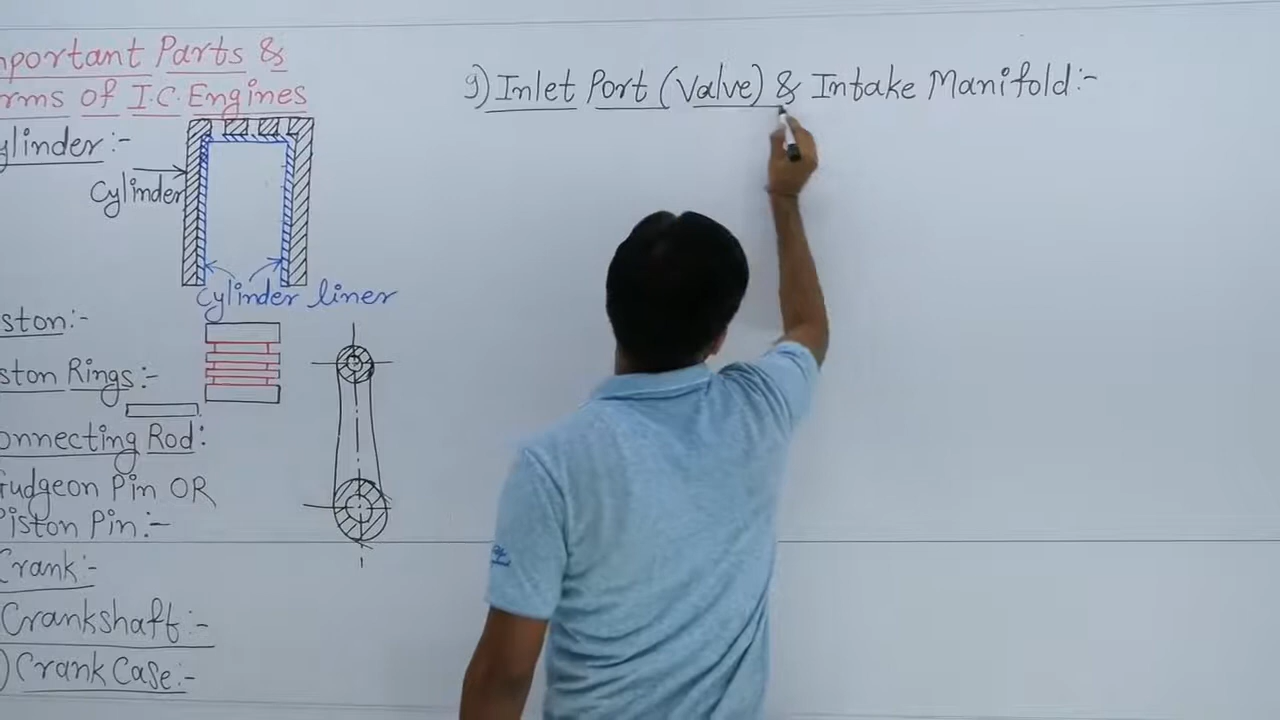 mportant Parts &
rms of I.C. Engines
ylinder:-
Cylinder
Cylinder liner
ston:-
ston Rings:-
onnecting Rod:
udgeon Pin OR
Piston Pin:-
Crank:-
Crankshaft:-
) Crank Case:-
9) Inlet Port (Valve) & Intake Manifold:-